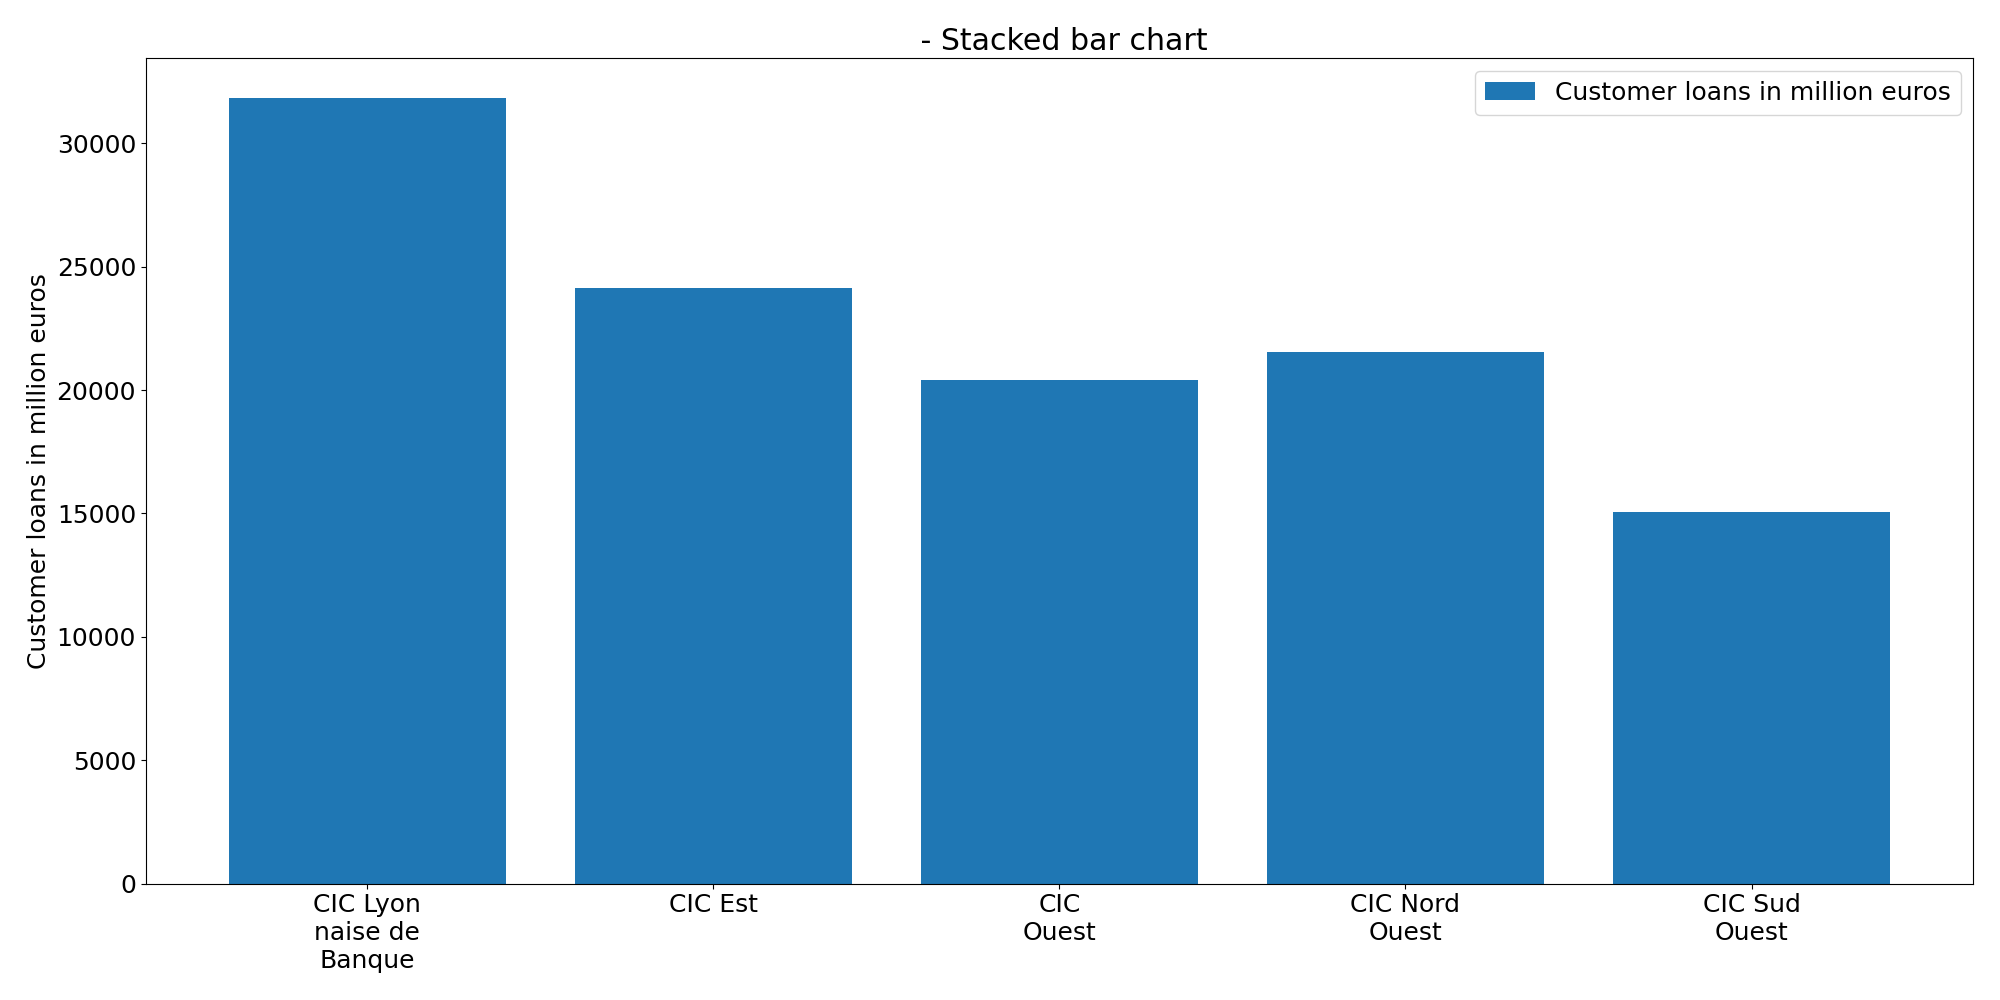 - Stacked bar chart
Customer loans in million euros
Customer loans in million euros
30000
25000
20000
15000
10000
5000
0
CIC Lyon
naise de
Banque
CIC Est
CIC
Ouest
CIC Nord
Ouest
CIC Sud
Ouest